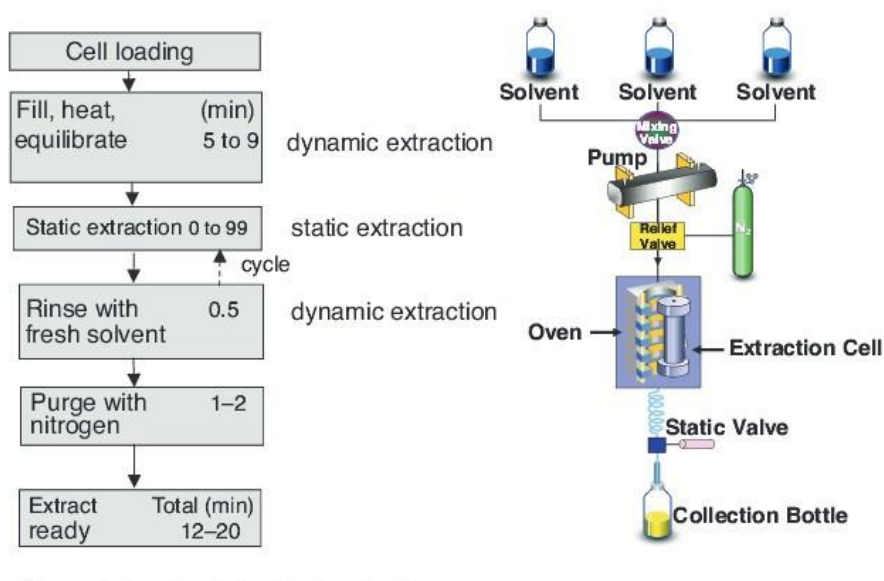 Cell loading
Fill, heat, (min)
equilibrate 5 to 9
dynamic extraction
Static extraction 0 to 99
static extraction
cycle
Rinse with 0.5
fresh solvent
dynamic extraction
Purge with 1–2
nitrogen
Extract Total (min)
ready 12–20
Solvent Solvent Solvent
Mixing
Valve
Pump
N2
Relief
Valve
Oven
Extraction Cell
Static Valve
Collection Bottle